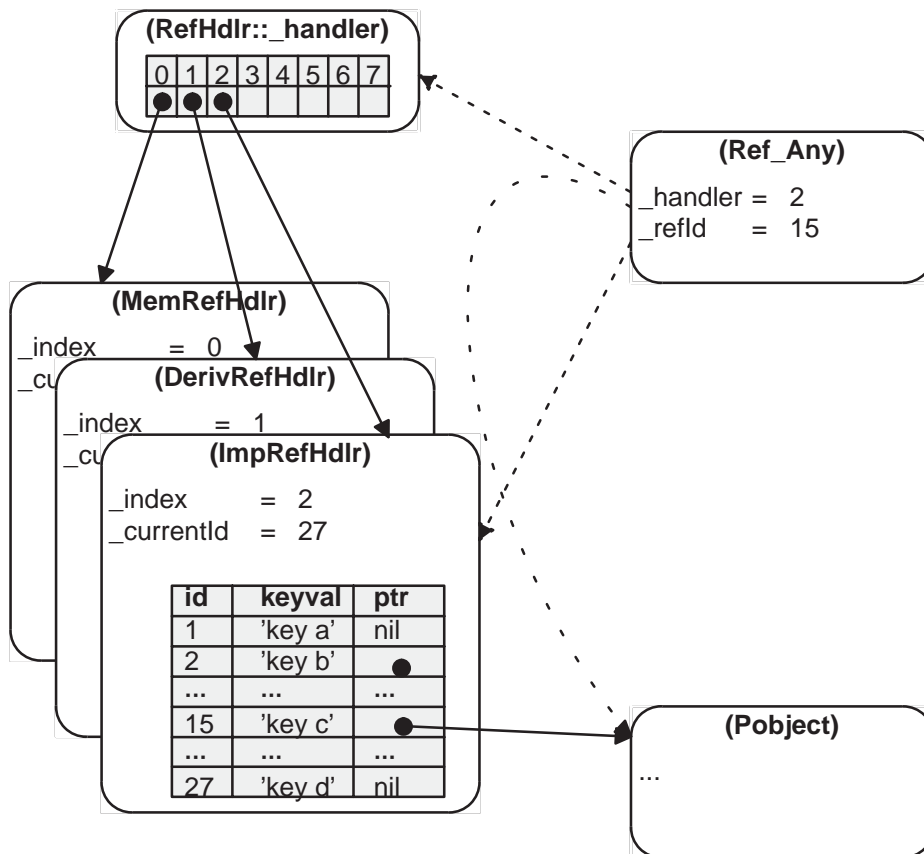 (RefHdlr::_handler)
0 1 2 3 4 5 6 7
(Ref_Any)
_handler = 2
_refId = 15
(MemRefHdlr)
_index = 0
_cu
(DerivRefHdlr)
_index = 1
_cu
(ImpRefHdlr)
_index = 2
_currentId = 27
id keyval ptr
1 ’key a’ nil
2 ’key b’
... ... ...
15 ’key c’
... ... ...
27 ’key d’ nil
(Pobject)
...